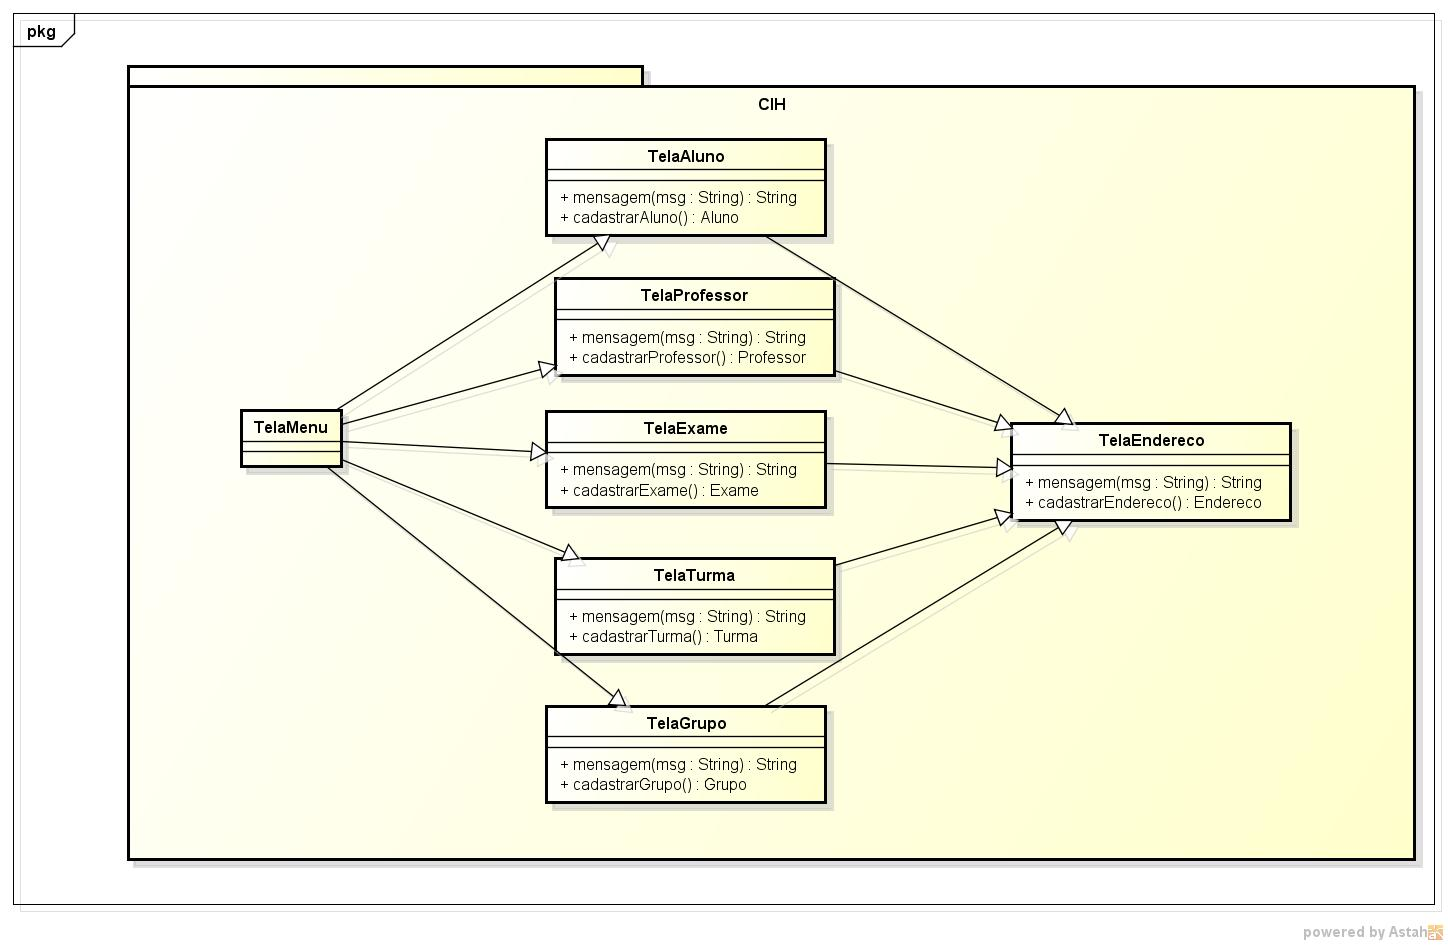 pkg
CIH
TelaAluno
+ mensagem(msg : String) : String
+ cadastrarAluno() : Aluno
TelaProfessor
+ mensagem(msg : String) : String
+ cadastrarProfessor() : Professor
TelaMenu
TelaExame
+ mensagem(msg : String) : String
+ cadastrarExame() : Exame
TelaEndereco
+ mensagem(msg : String) : String
+ cadastrarEndereco() : Endereco
TelaTurma
+ mensagem(msg : String) : String
+ cadastrarTurma() : Turma
TelaGrupo
+ mensagem(msg : String) : String
+ cadastrarGrupo() : Grupo
powered by Astah